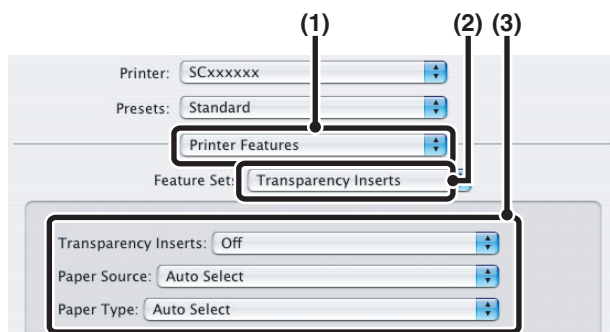 (1) (2) (3)
Printer: SCxxxxxx
Presets: Standard
Printer Features
Feature Set: Transparency Inserts
Transparency Inserts: Off
Paper Source: Auto Select
Paper Type: Auto Select